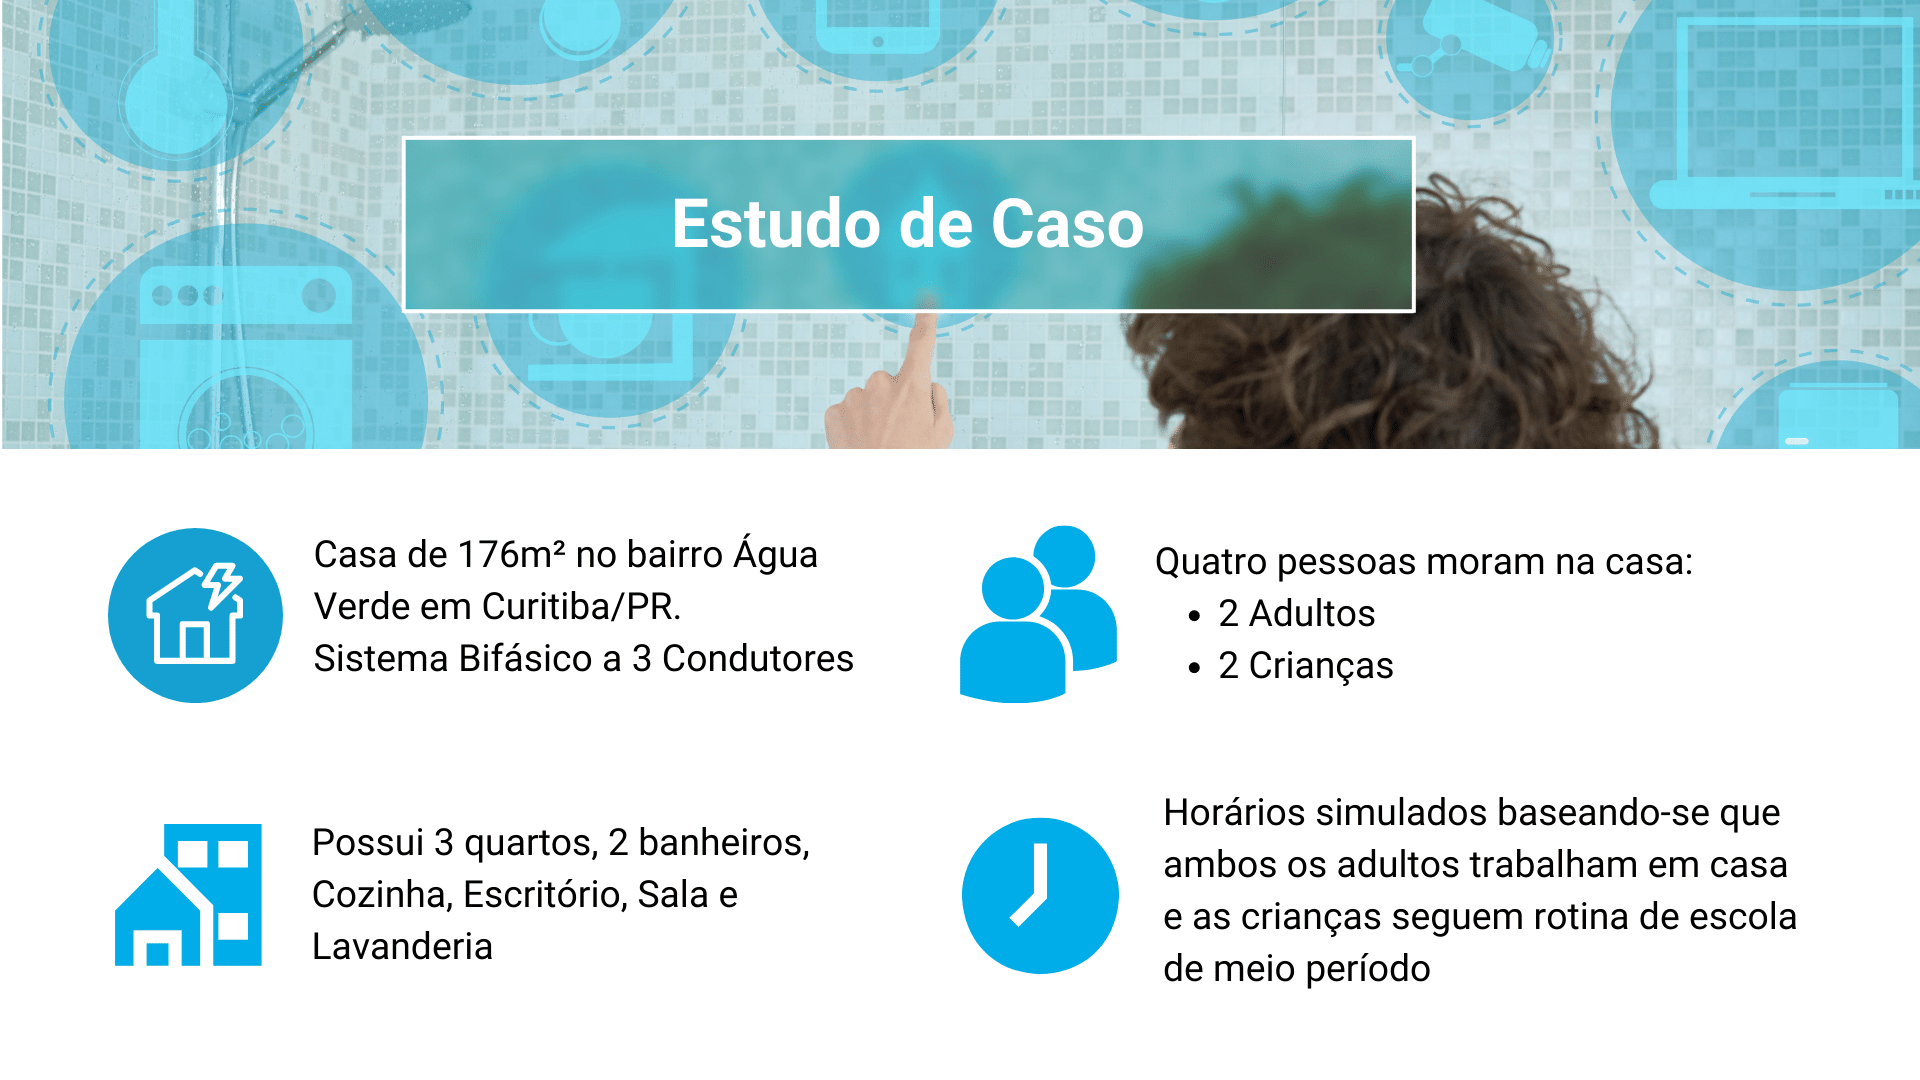 Estudo de Caso
Casa de 176m² no bairro Água
Verde em Curitiba/PR.
Sistema Bifásico a 3 Condutores
Quatro pessoas moram na casa:
• 2 Adultos
• 2 Crianças
Possui 3 quartos, 2 banheiros,
Cozinha, Escritório, Sala e
Lavanderia
Horários simulados baseando-se que
ambos os adultos trabalham em casa
e as crianças seguem rotina de escola
de meio período